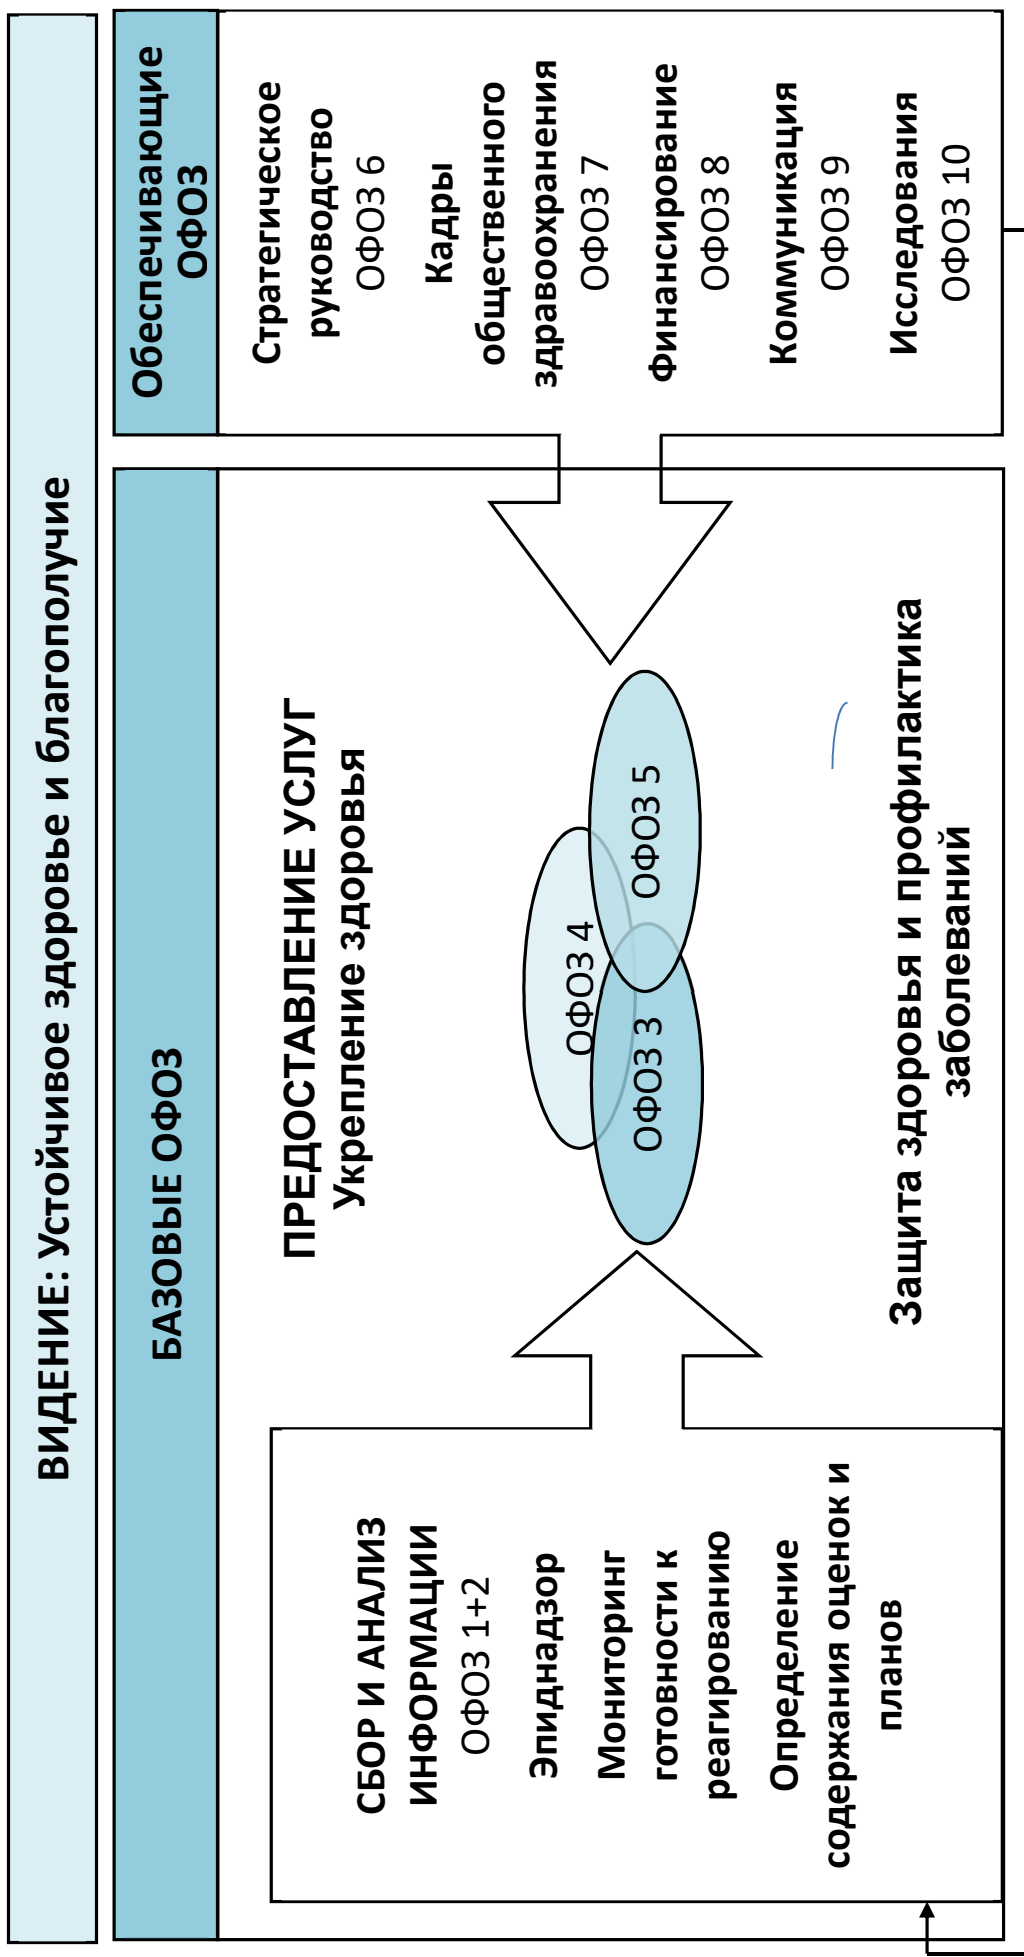 ВИДЕНИЕ: Устойчивое здоровье и благополучие
БАЗОВЫЕ ОФОЗ
СБОР И АНАЛИЗ
ИНФОРМАЦИИ
ОФОЗ 1+2
Эпиднадзор
Мониторинг
готовности к
реагированию
Определение
содержания оценок и
планов
ПРЕДОСТАВЛЕНИЕ УСЛУГ
Укрепление здоровья
ОФОЗ 4
ОФОЗ 3
ОФОЗ 5
Защита здоровья и профилактика
заболеваний
Обеспечивающие
ОФОЗ
Стратегическое
руководство
ОФОЗ 6
Кадры
общественного
здравоохранения
ОФОЗ 7
Финансирование
ОФОЗ 8
Коммуникация
ОФОЗ 9
Исследования
ОФОЗ 10